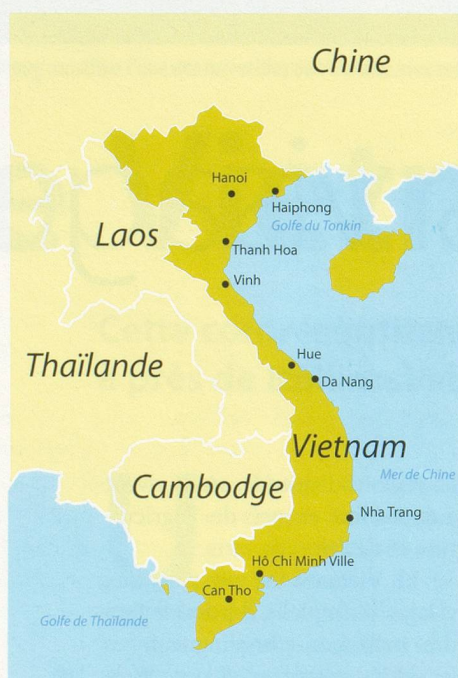 Chine
Hanoi
Haiphong
Golfe du Tonkin
Laos
Thanh Hoa
Vinh
Hue
Thaïlande
Da Nang
Vietnam
Mer de Chine
Cambodge
Nha Trang
Hô Chi Minh Ville
Can Tho
Golfe de Thaïlande